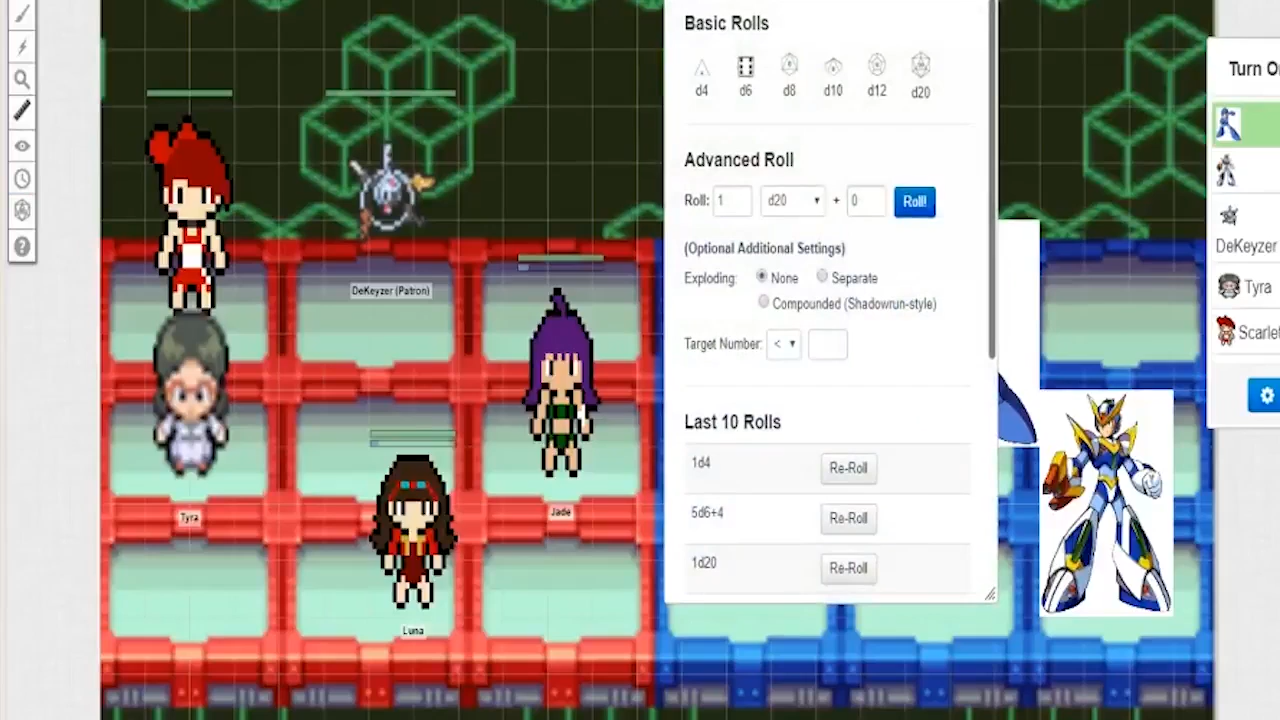 Basic Rolls
d4 d6 d8 d10 d12 d20
Advanced Roll
Roll: 1 d20 + 0 Roll!
(Optional Additional Settings)
Exploding: None Separate
Compounded (Shadowrun-style)
Target Number: <
Last 10 Rolls
1d4 Re-Roll
5d6+4 Re-Roll
1d20 Re-Roll
DeKeyzer (Patron)
Tyra
Jade
Luna
Turn O
DeKeyzer
Tyra
Scarlet